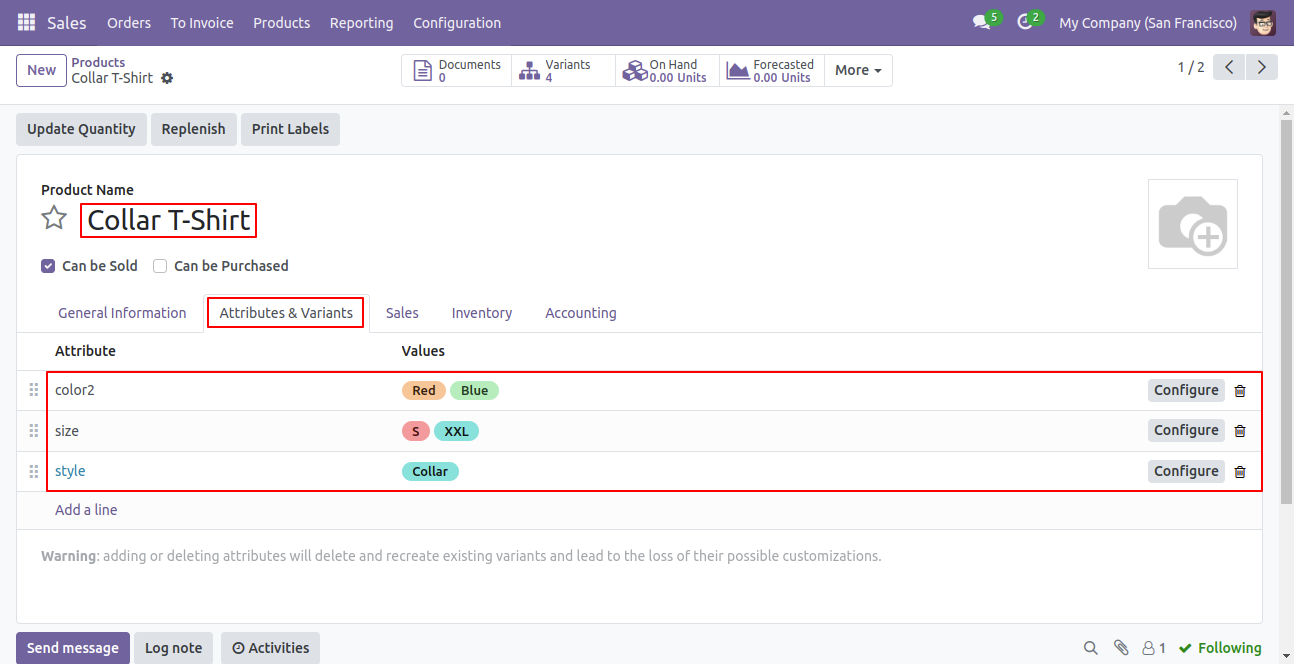 Sales Orders To Invoice Products Reporting Configuration 5 2 My Company (San Francisco)
New Products Documents Variants On Hand Forecasted More 1 / 2
Collar T-Shirt 0 4 0.00 Units 0.00 Units
Update Quantity Replenish Print Labels
Product Name
Collar T-Shirt
Can be Sold Can be Purchased
General Information Attributes & Variants Sales Inventory Accounting
Attribute Values
color2 Red Blue Configure
size S XXL Configure
style Collar Configure
Add a line
Warning: adding or deleting attributes will delete and recreate existing variants and lead to the loss of their possible customizations.
Send message Log note Activities 1 Following